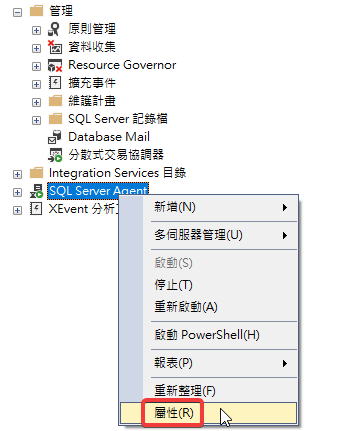 管理
原則管理
資料收集
Resource Governor
擴充事件
維護計畫
SQL Server 記錄檔
Database Mail
分散式交易協調器
Integration Services 目錄
SQL Server Agent
XEvent 分析
新增(N)
多伺服器管理(U)
啟動(S)
停止(T)
重新啟動(A)
啟動 PowerShell(H)
報表(P)
重新整理(F)
屬性(R)